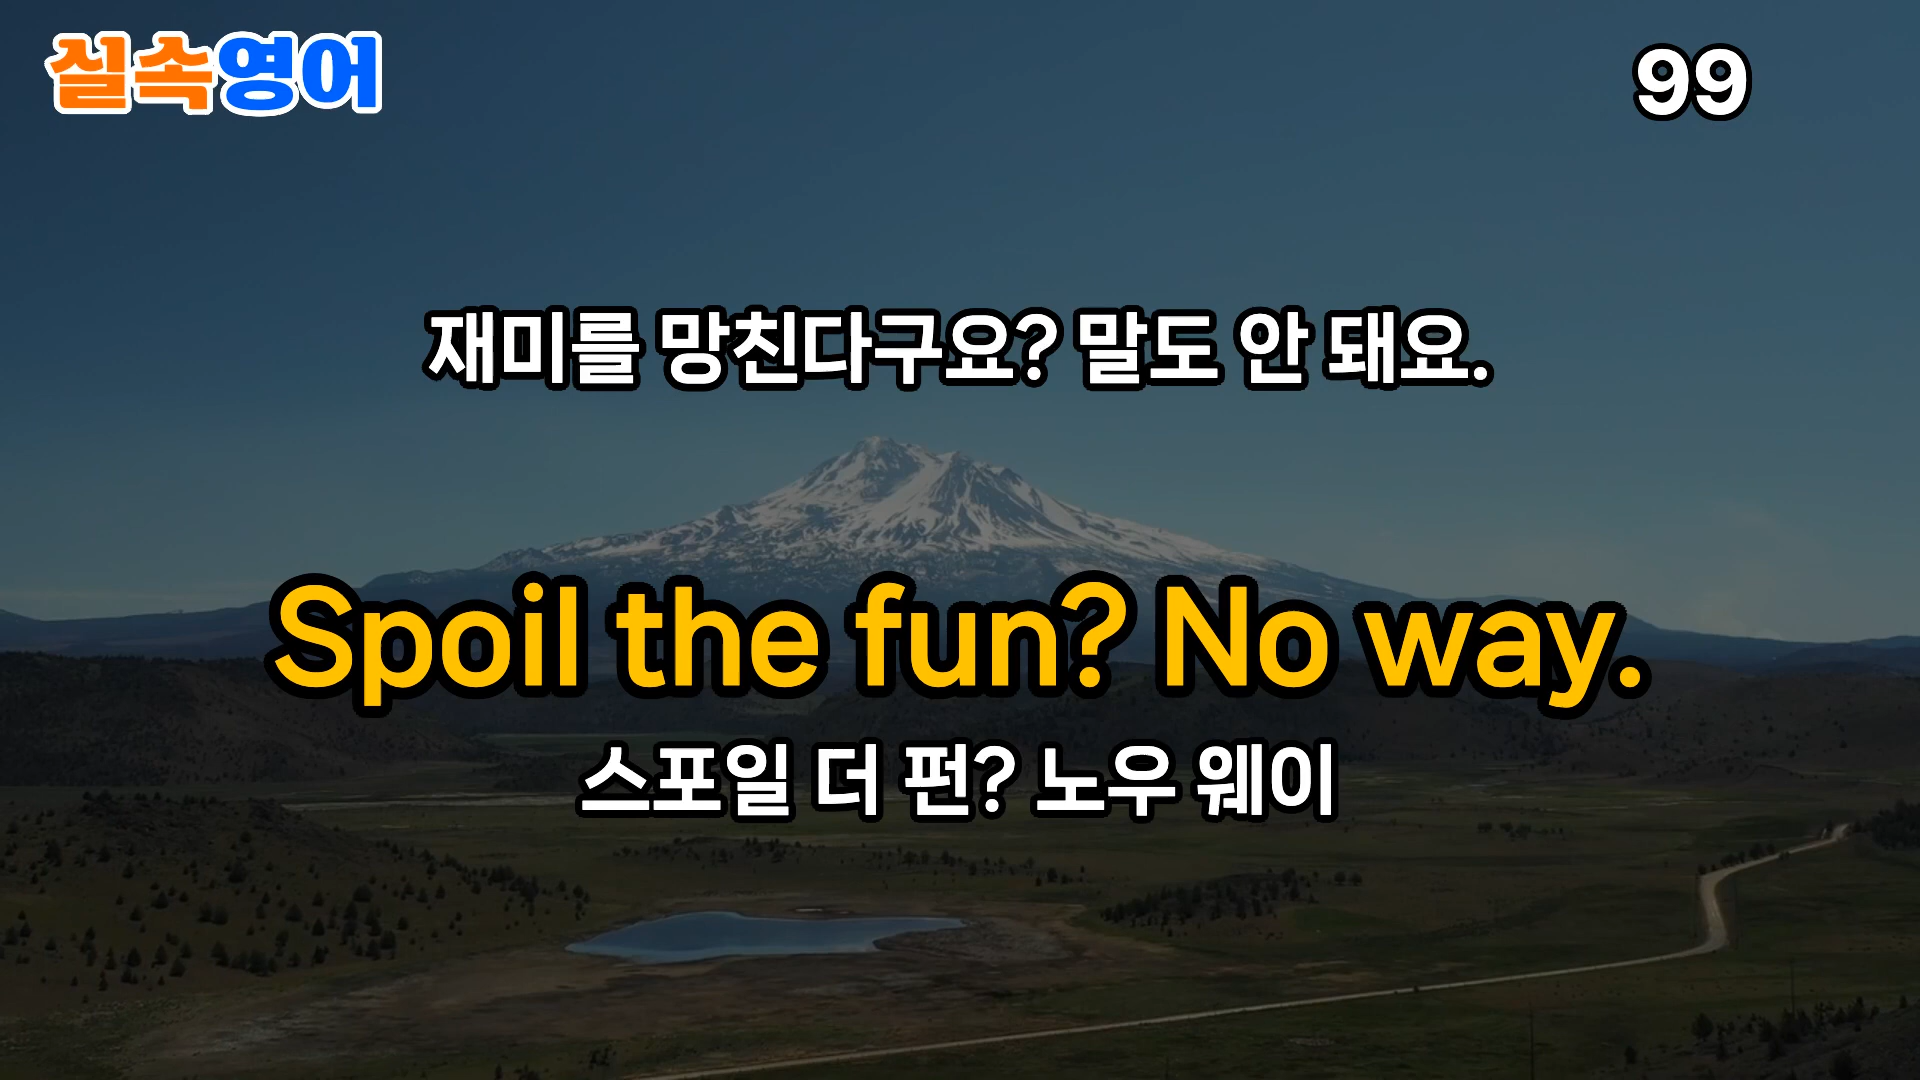 실속영어
99
재미를 망친다구요? 말도 안 돼요.
Spoil the fun? No way.
스포일 더 펀? 노우 웨이